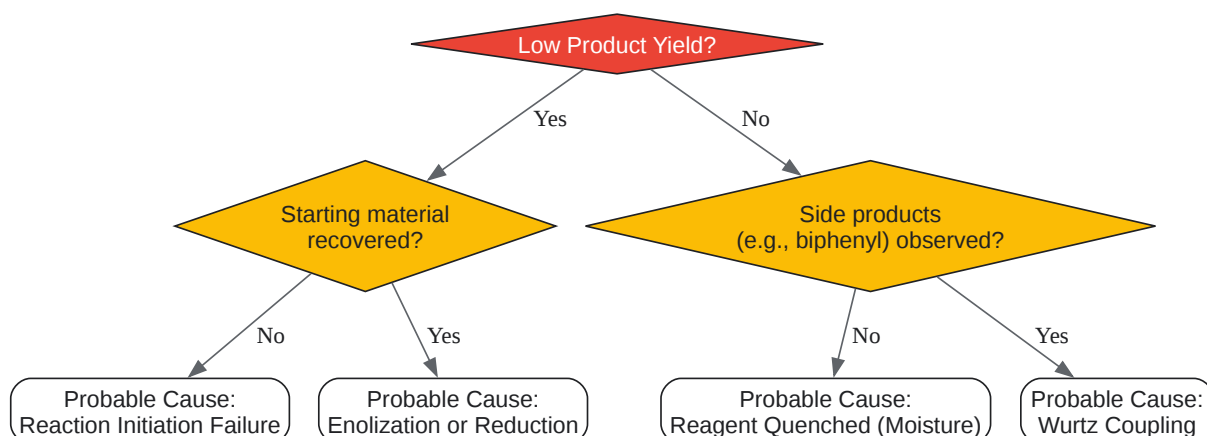 Low Product Yield?
Yes
No
Starting material
recovered?
Side products
(e.g., biphenyl) observed?
No
Yes
No
Yes
Probable Cause:
Reaction Initiation Failure
Probable Cause:
Enolization or Reduction
Probable Cause:
Reagent Quenched (Moisture)
Probable Cause:
Wurtz Coupling